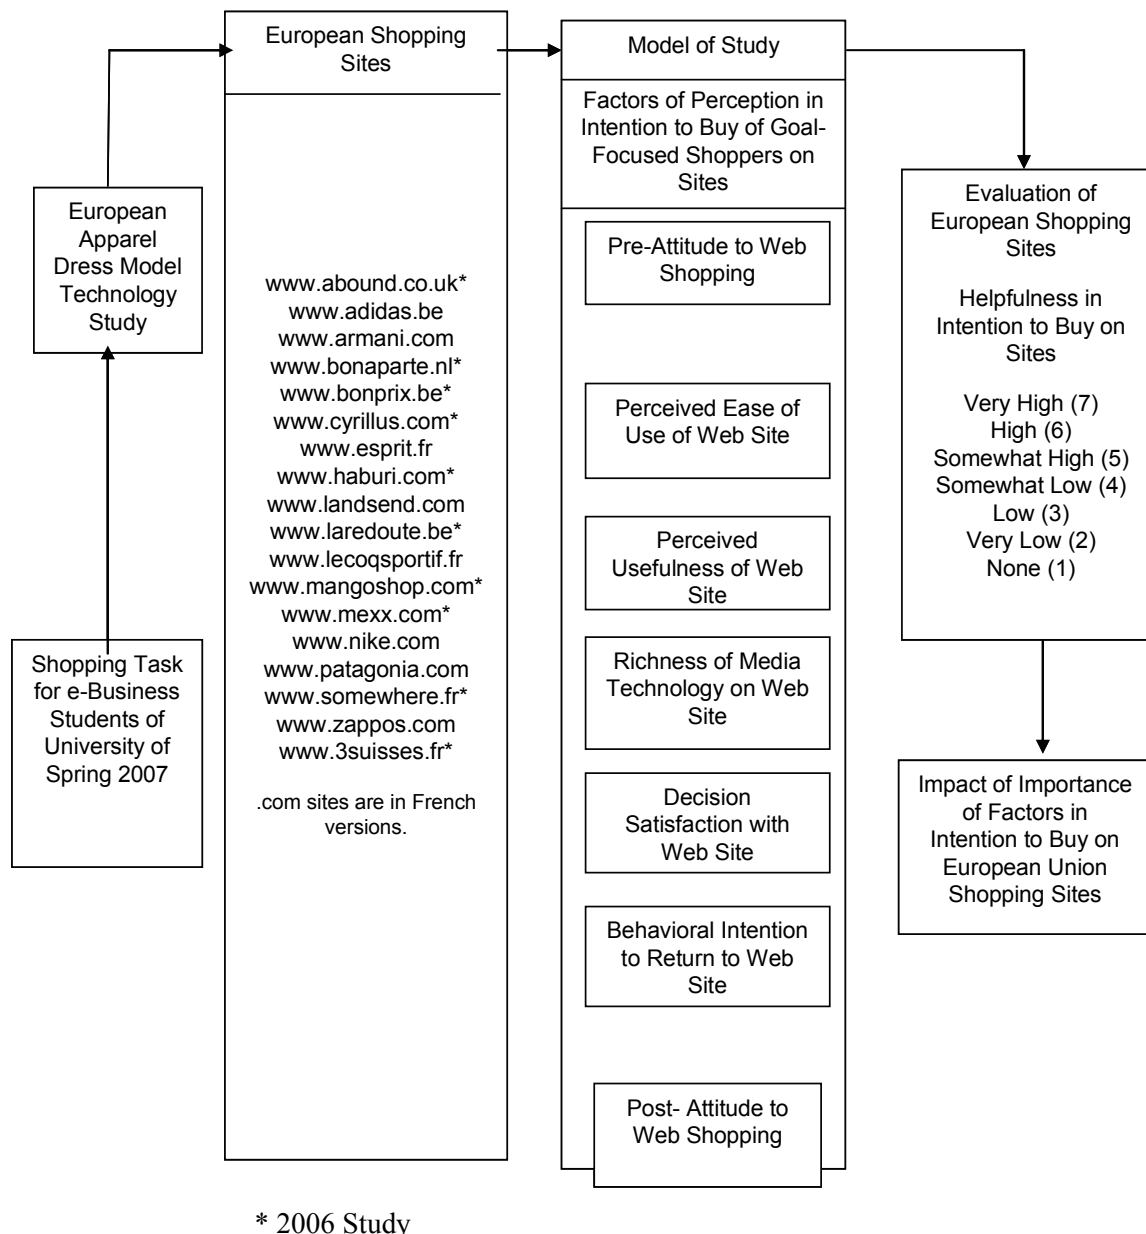 European Shopping
Sites
Model of Study
Factors of Perception in
Intention to Buy of Goal-
Focused Shoppers on
Sites
European
Apparel
Dress Model
Technology
Study
Shopping Task
for e-Business
Students of
University of
Spring 2007
www.abound.co.uk*
www.adidas.be
www.armani.com
www.bonaparte.nl*
www.bonprix.be*
www.cyrillus.com*
www.esprit.fr
www.haburi.com*
www.landsend.com
www.laredoute.be*
www.lecoqsportif.fr
www.mangoshop.com*
www.mexx.com*
www.nike.com
www.patagonia.com
www.somewhere.fr*
www.zappos.com
www.3suisses.fr*
.com sites are in French
versions.
Pre-Attitude to Web
Shopping
Perceived Ease of
Use of Web Site
Perceived
Usefulness of Web
Site
Richness of Media
Technology on Web
Site
Decision
Satisfaction with
Web Site
Behavioral Intention
to Return to Web
Site
Post- Attitude to
Web Shopping
Evaluation of
European Shopping
Sites
Helpfulness in
Intention to Buy on
Sites
Very High (7)
High (6)
Somewhat High (5)
Somewhat Low (4)
Low (3)
Very Low (2)
None (1)
Impact of Importance
of Factors in
Intention to Buy on
European Union
Shopping Sites
* 2006 Study